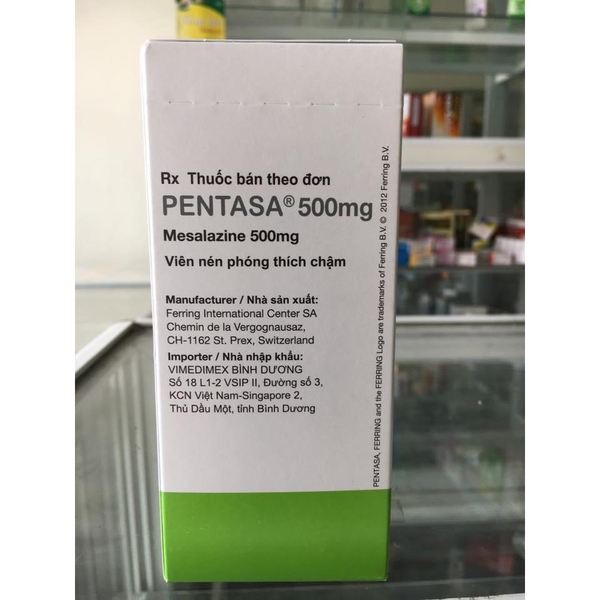 Rx Thuốc bán theo đơn
PENTASA® 500mg
Mesalazine 500mg
Viên nén phóng thích chậm
Manufacturer / Nhà sản xuất:
Ferring International Center SA
Chemin de la Vergognausaz,
CH-1162 St. Prex, Switzerland
Importer / Nhà nhập khẩu:
VIMEDIMEX BÌNH DƯƠNG
Số 18 L1-2 VSIP II, Đường số 3,
KCN Việt Nam-Singapore 2,
Thủ Dầu Một, tỉnh Bình Dương
PENTASA, FERRING and the FERRING Logo are trademarks of Ferring B.V. © 2012 Ferring B.V.